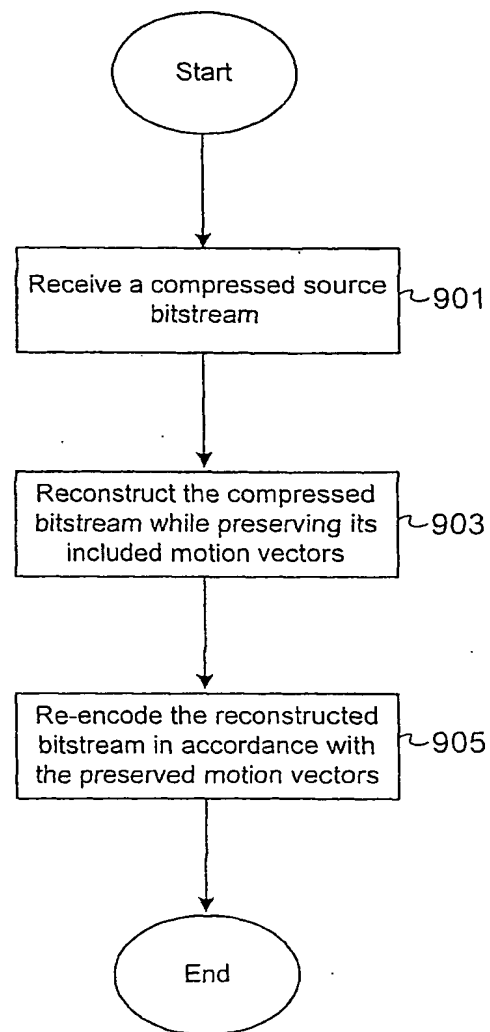 Start
Receive a compressed source
bitstream
901
Reconstruct the compressed
bitstream while preserving its
included motion vectors
903
Re-encode the reconstructed
bitstream in accordance with
the preserved motion vectors
905
End